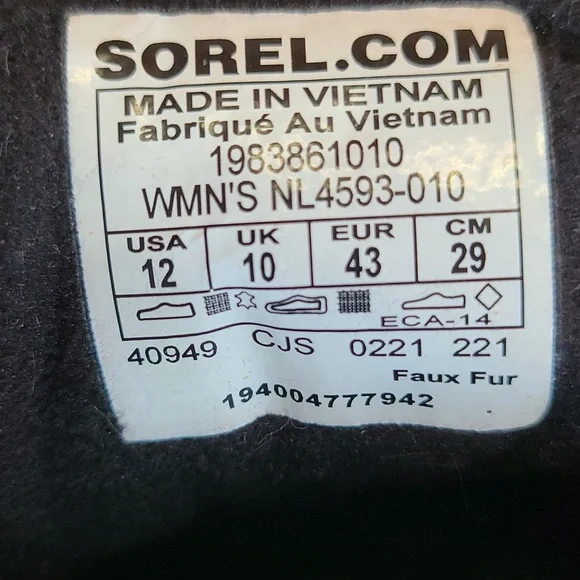 SOREL.COM
MADE IN VIETNAM
Fabriqué Au Vietnam
1983861010
WMN'S NL4593-010
USA UK EUR CM
12 10 43 29
ECA-14
40949 CJS 0221 221
Faux Fur
194004777942